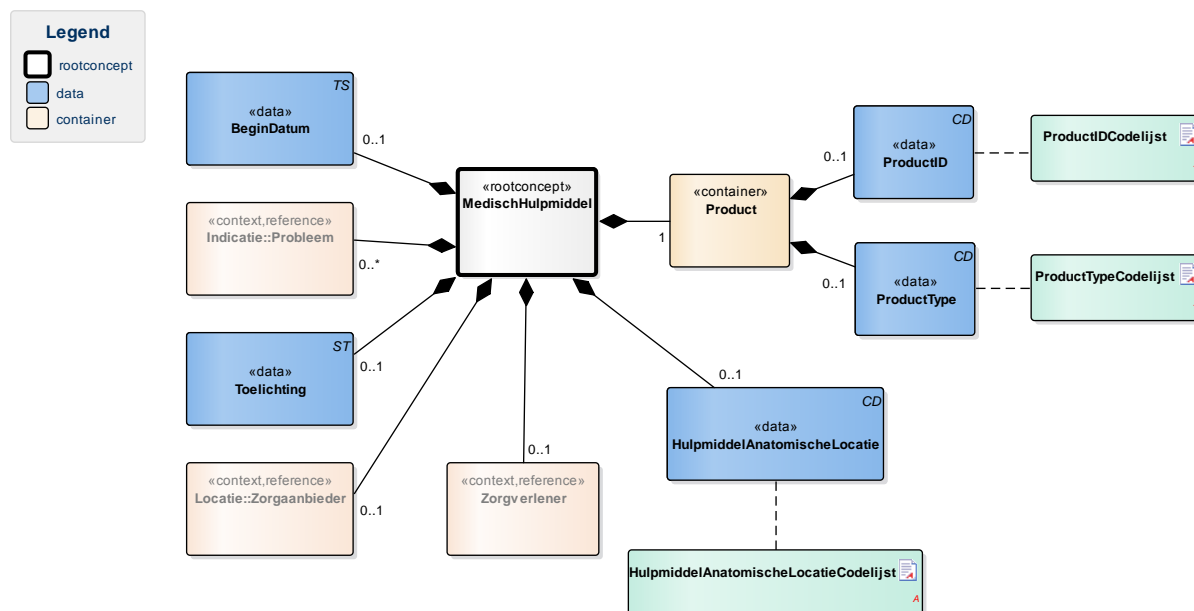 Legend
rootconcept
data
container
TS
«data»
BeginDatum
0..1
«context,reference»
Indicatie::Probleem
0..*
ST
«data»
Toelichting
0..1
«context,reference»
Locatie::Zorgaanbieder
0..1
«rootconcept»
MedischHulpmiddel
«context,reference»
Zorgverlener
0..1
«container»
Product
1
CD
«data»
ProductID
0..1
ProductIDCodelijst
CD
«data»
ProductType
0..1
ProductTypeCodelijst
0..1
CD
«data»
HulpmiddelAnatomischeLocatie
HulpmiddelAnatomischeLocatieCodelijst
A